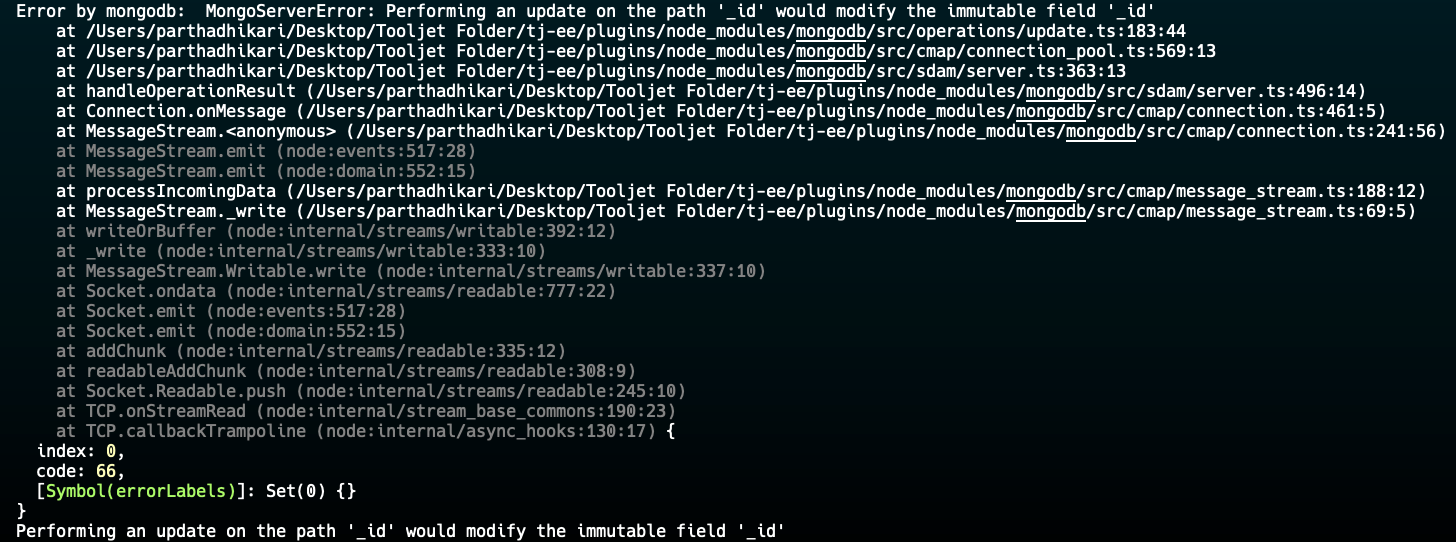 Error by mongodb:  MongoServerError: Performing an update on the path '_id' would modify the immutable field '_id'
    at /Users/parthadhikari/Desktop/Tooljet Folder/tj-ee/plugins/node_modules/mongodb/src/operations/update.ts:183:44
    at /Users/parthadhikari/Desktop/Tooljet Folder/tj-ee/plugins/node_modules/mongodb/src/cmap/connection_pool.ts:569:13
    at /Users/parthadhikari/Desktop/Tooljet Folder/tj-ee/plugins/node_modules/mongodb/src/sdam/server.ts:363:13
    at handleOperationResult (/Users/parthadhikari/Desktop/Tooljet Folder/tj-ee/plugins/node_modules/mongodb/src/sdam/server.ts:496:14)
    at Connection.onMessage (/Users/parthadhikari/Desktop/Tooljet Folder/tj-ee/plugins/node_modules/mongodb/src/cmap/connection.ts:461:5)
    at MessageStream.<anonymous> (/Users/parthadhikari/Desktop/Tooljet Folder/tj-ee/plugins/node_modules/mongodb/src/cmap/connection.ts:241:56)
    at MessageStream.emit (node:events:517:28)
    at MessageStream.emit (node:domain:552:15)
    at processIncomingData (/Users/parthadhikari/Desktop/Tooljet Folder/tj-ee/plugins/node_modules/mongodb/src/cmap/message_stream.ts:188:12)
    at MessageStream._write (/Users/parthadhikari/Desktop/Tooljet Folder/tj-ee/plugins/node_modules/mongodb/src/cmap/message_stream.ts:69:5)
    at writeOrBuffer (node:internal/streams/writable:392:12)
    at _write (node:internal/streams/writable:333:10)
    at MessageStream.Writable.write (node:internal/streams/writable:337:10)
    at Socket.ondata (node:internal/streams/readable:777:22)
    at Socket.emit (node:events:517:28)
    at Socket.emit (node:domain:552:15)
    at addChunk (node:internal/streams/readable:335:12)
    at readableAddChunk (node:internal/streams/readable:308:9)
    at Socket.Readable.push (node:internal/streams/readable:245:10)
    at TCP.onStreamRead (node:internal/stream_base_commons:190:23)
    at TCP.callbackTrampoline (node:internal/async_hooks:130:17) {
  index: 0,
  code: 66,
  [Symbol(errorLabels)]: Set(0) {}
}
Performing an update on the path '_id' would modify the immutable field '_id'